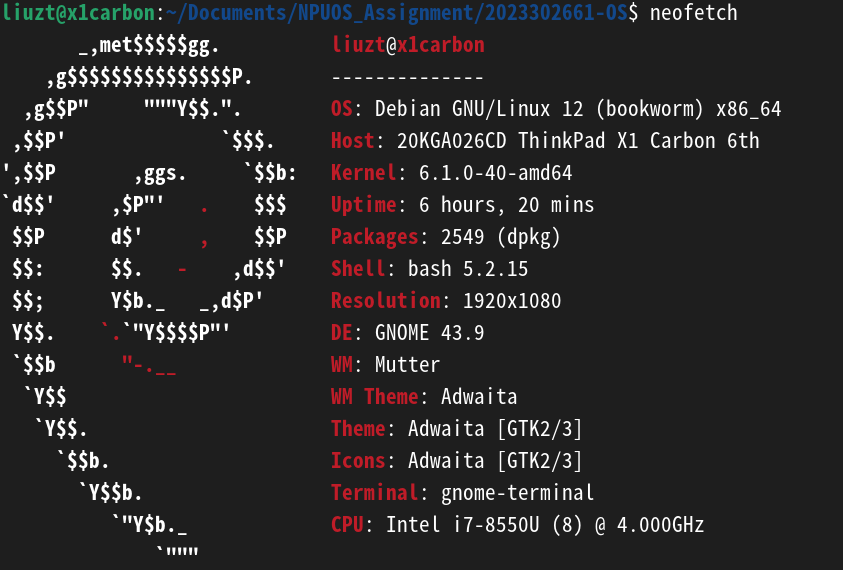 liuzt@x1carbon:~/Documents/NPUOS_Assignment/2023302661-OS$ neofetch
       _,met$$$$$gg.          liuzt@x1carbon
    ,g$$$$$$$$$$$$$$$P.       --------------
  ,g$$P"     """Y$$.".        OS: Debian GNU/Linux 12 (bookworm) x86_64
 ,$$P'              `$$$.     Host: 20KGA026CD ThinkPad X1 Carbon 6th
',$$P       ,ggs.     `$$b:   Kernel: 6.1.0-40-amd64
`d$$'     ,$P"'   .    $$$    Uptime: 6 hours, 20 mins
 $$P      d$'     ,    $$P    Packages: 2549 (dpkg)
 $$:      $$.   -    ,d$$'    Shell: bash 5.2.15
 $$;      Y$b._   _,d$P'      Resolution: 1920x1080
 Y$$.    `.`"Y$$$$P"'         DE: GNOME 43.9
 `$$b      "-.__              WM: Mutter
  `Y$$                        WM Theme: Adwaita
   `Y$$.                      Theme: Adwaita [GTK2/3]
     `$$b.                    Icons: Adwaita [GTK2/3]
       `Y$$b.                 Terminal: gnome-terminal
          `"Y$b._             CPU: Intel i7-8550U (8) @ 4.000GHz
              `"""